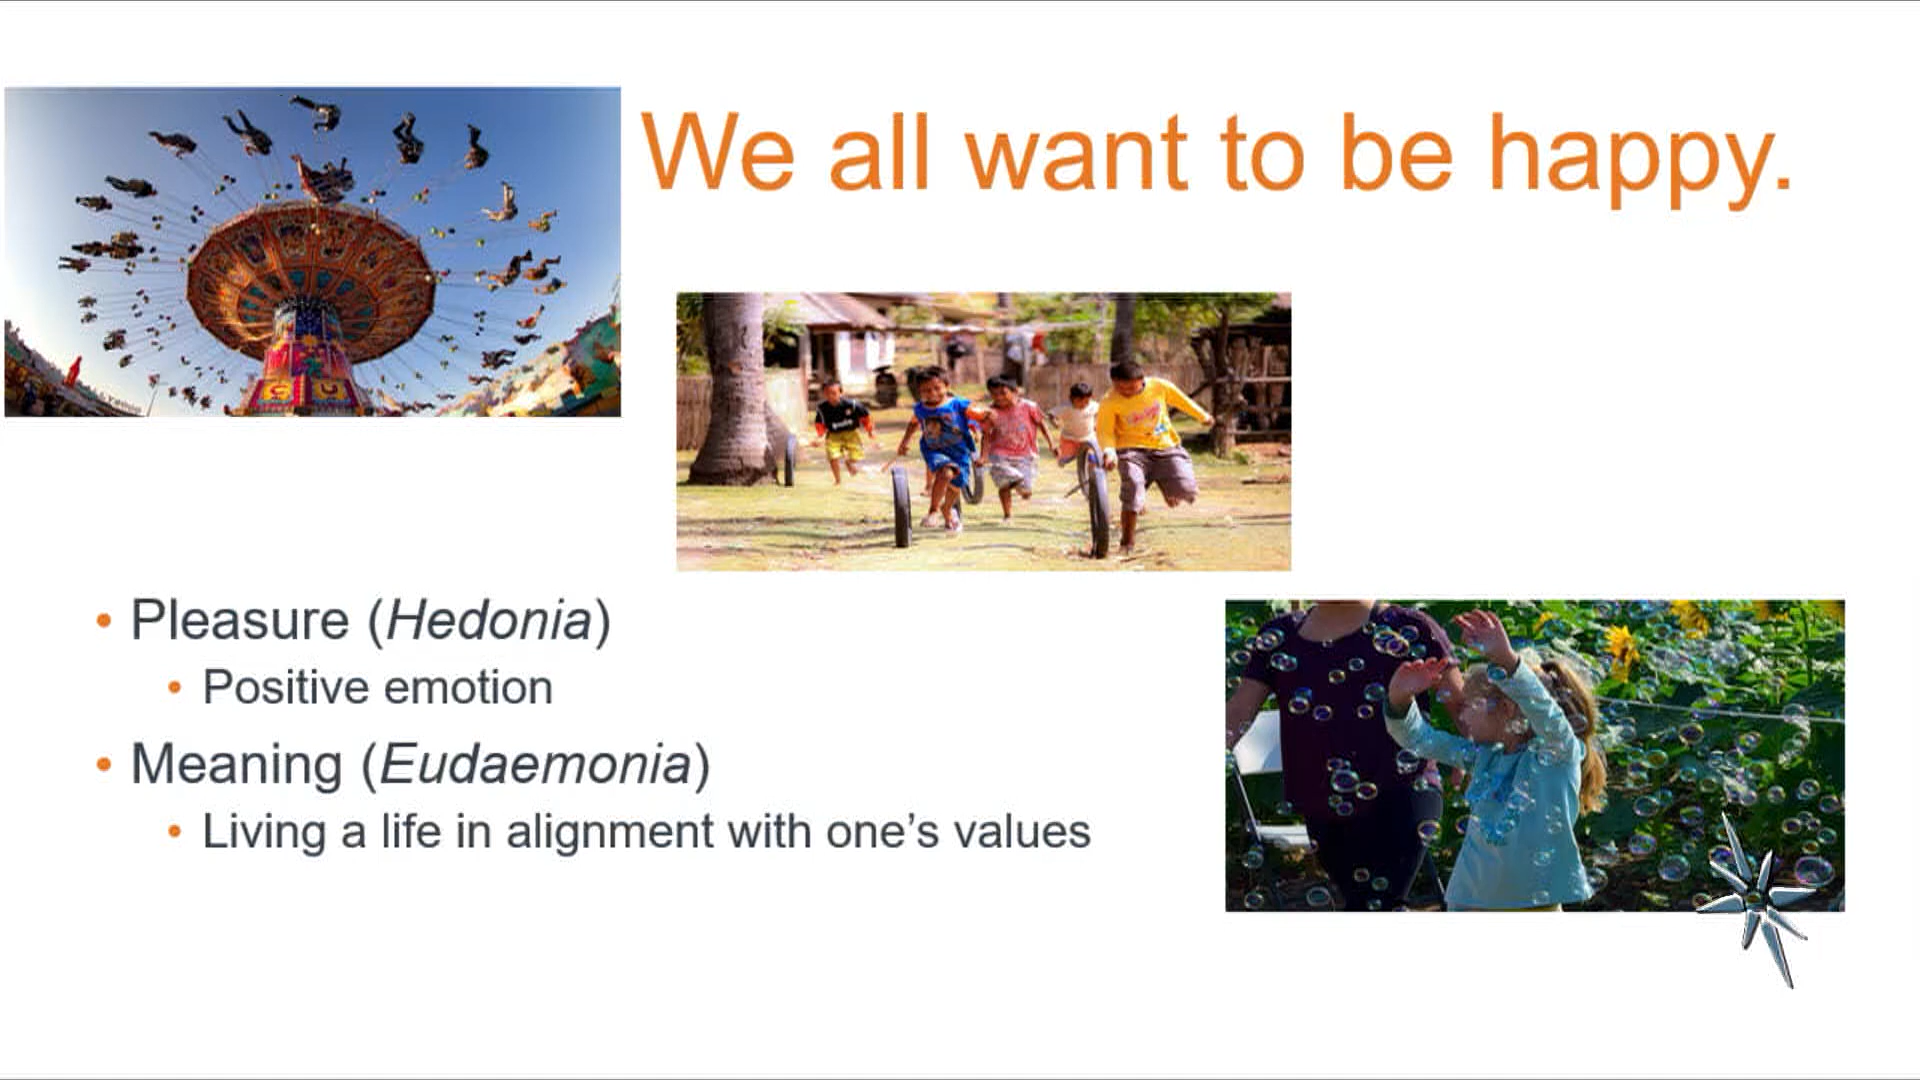 We all want to be happy.
• Pleasure (Hedonia)
• Positive emotion
• Meaning (Eudaemonia)
• Living a life in alignment with one’s values